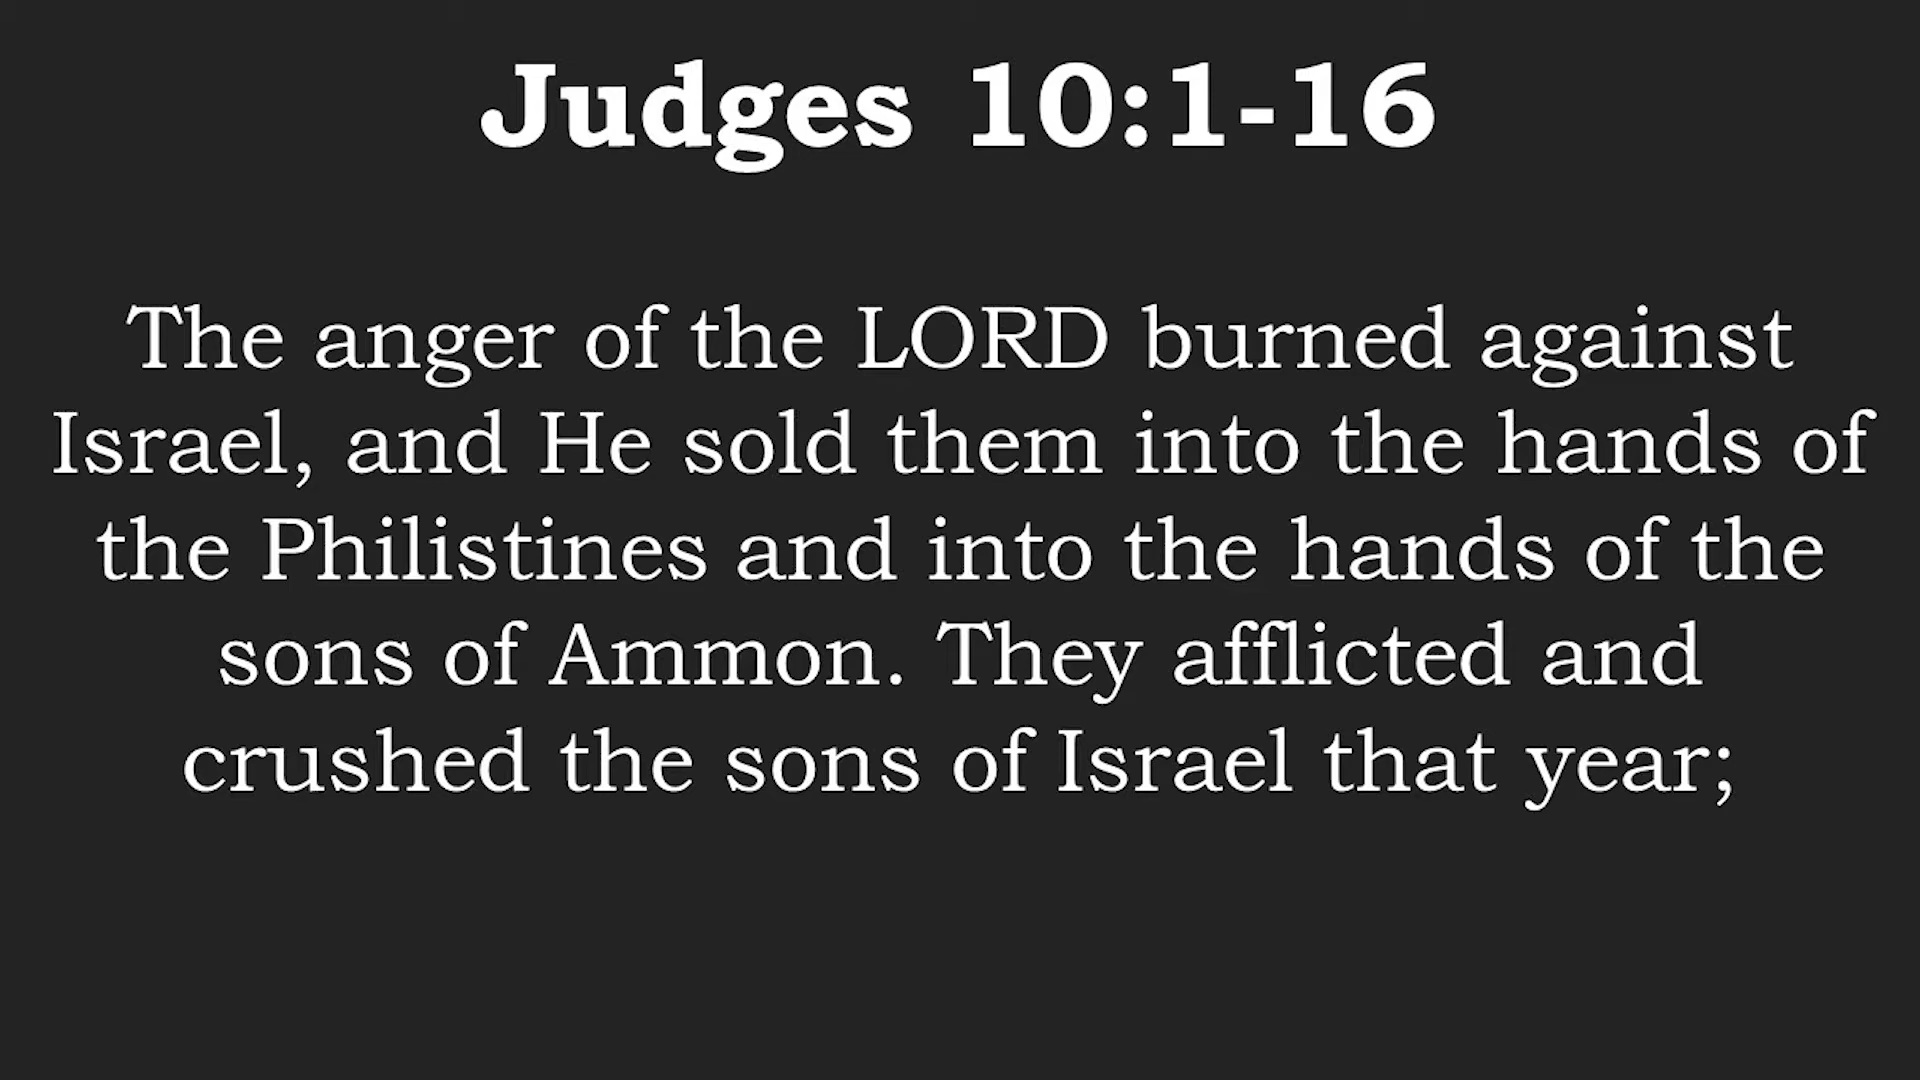 Judges 10:1-16
The anger of the LORD burned against
Israel, and He sold them into the hands of
the Philistines and into the hands of the
sons of Ammon. They afflicted and
crushed the sons of Israel that year;